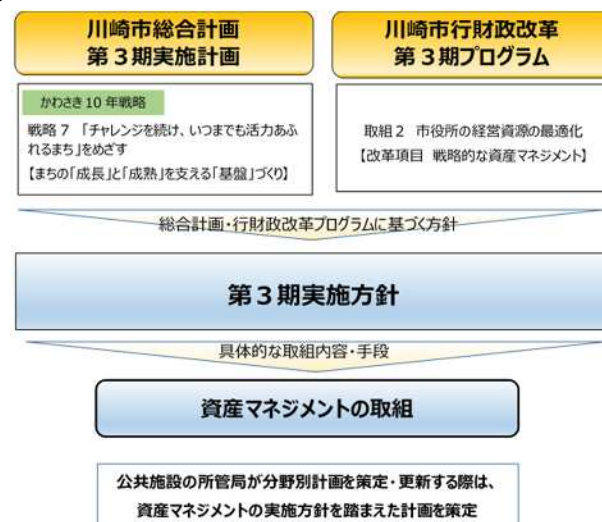 川崎市総合計画
第３期実施計画
川崎市行財政改革
第３期プログラム
かわさき 10 年戦略
戦略７ 「チャレンジを続け、いつまでも活力あふ
れるまち」をめざす
【まちの「成長」と「成熟」を支える「基盤」づくり】
取組２ 市役所の経営資源の最適化
【改革項目 戦略的な資産マネジメント】
総合計画・行財政改革プログラムに基づく方針
第３期実施方針
具体的な取組内容・手段
資産マネジメントの取組
公共施設の所管局が分野別計画を策定・更新する際は、
資産マネジメントの実施方針を踏まえた計画を策定